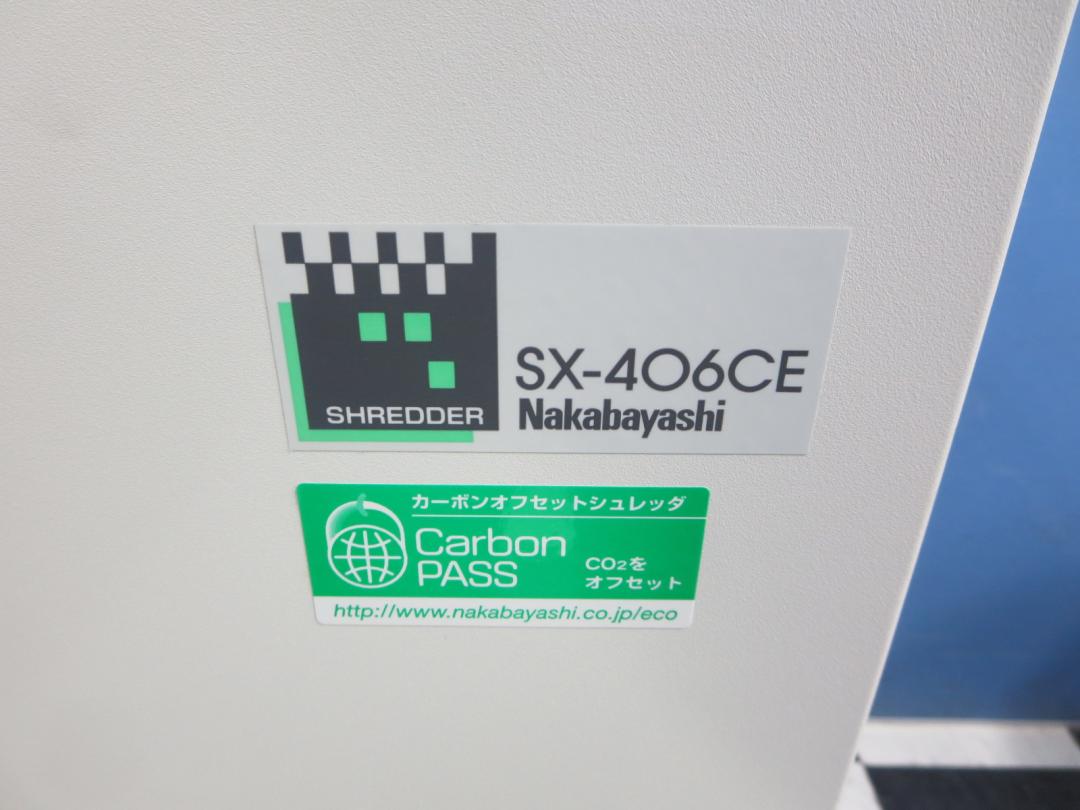 SHREDDER
SX-406CE
Nakabayashi
カーボンオフセットシュレッダ
Carbon
PASS
CO2を
オフセット
http://www.nakabayashi.co.jp/eco